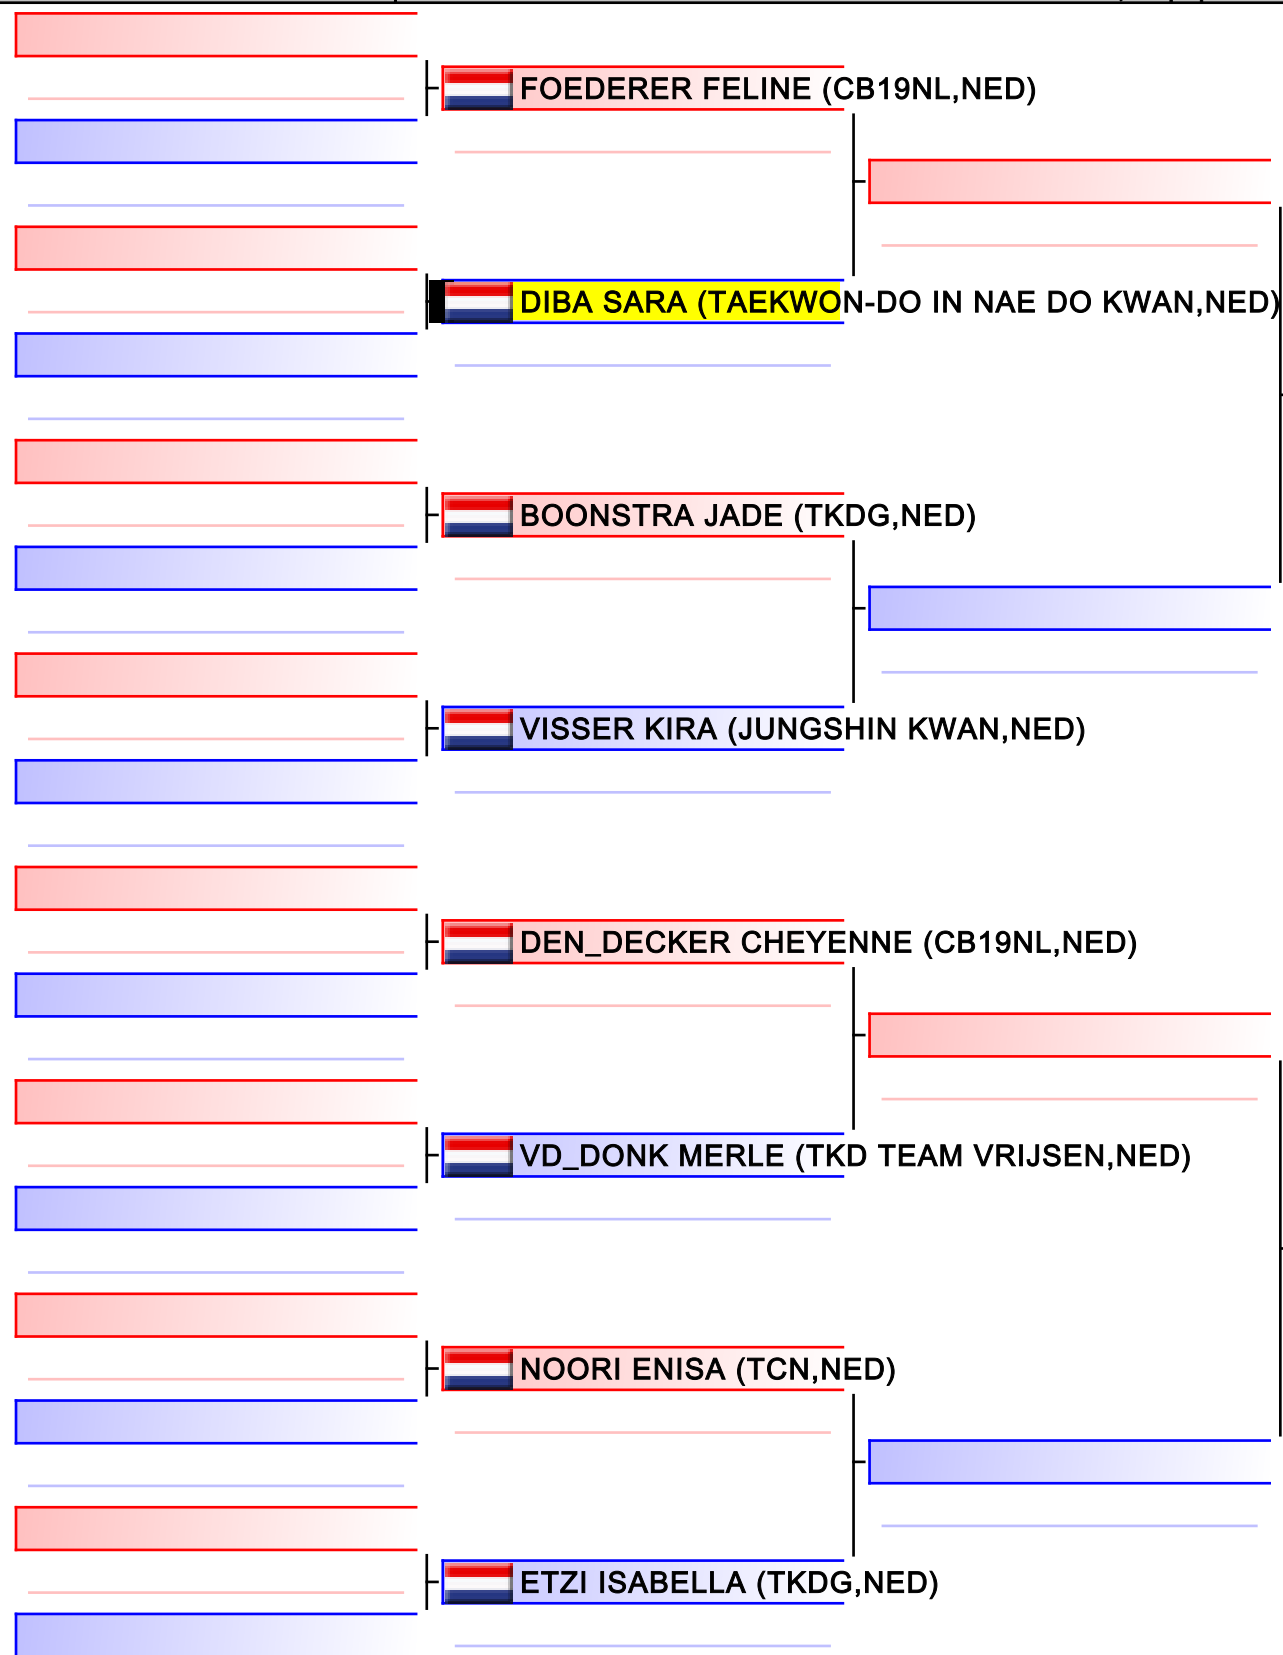 FOEDERER FELINE (CB19NL,NED)
DIBA SARA (TAEKWON-DO IN NAE DO KWAN,NED)
BOONSTRA JADE (TKDG,NED)
VISSER KIRA (JUNGSHIN KWAN,NED)
DEN_DECKER CHEYENNE (CB19NL,NED)
VD_DONK MERLE (TKD TEAM VRIJSEN,NED)
NOORI ENISA (TCN,NED)
ETZI ISABELLA (TKDG,NED)